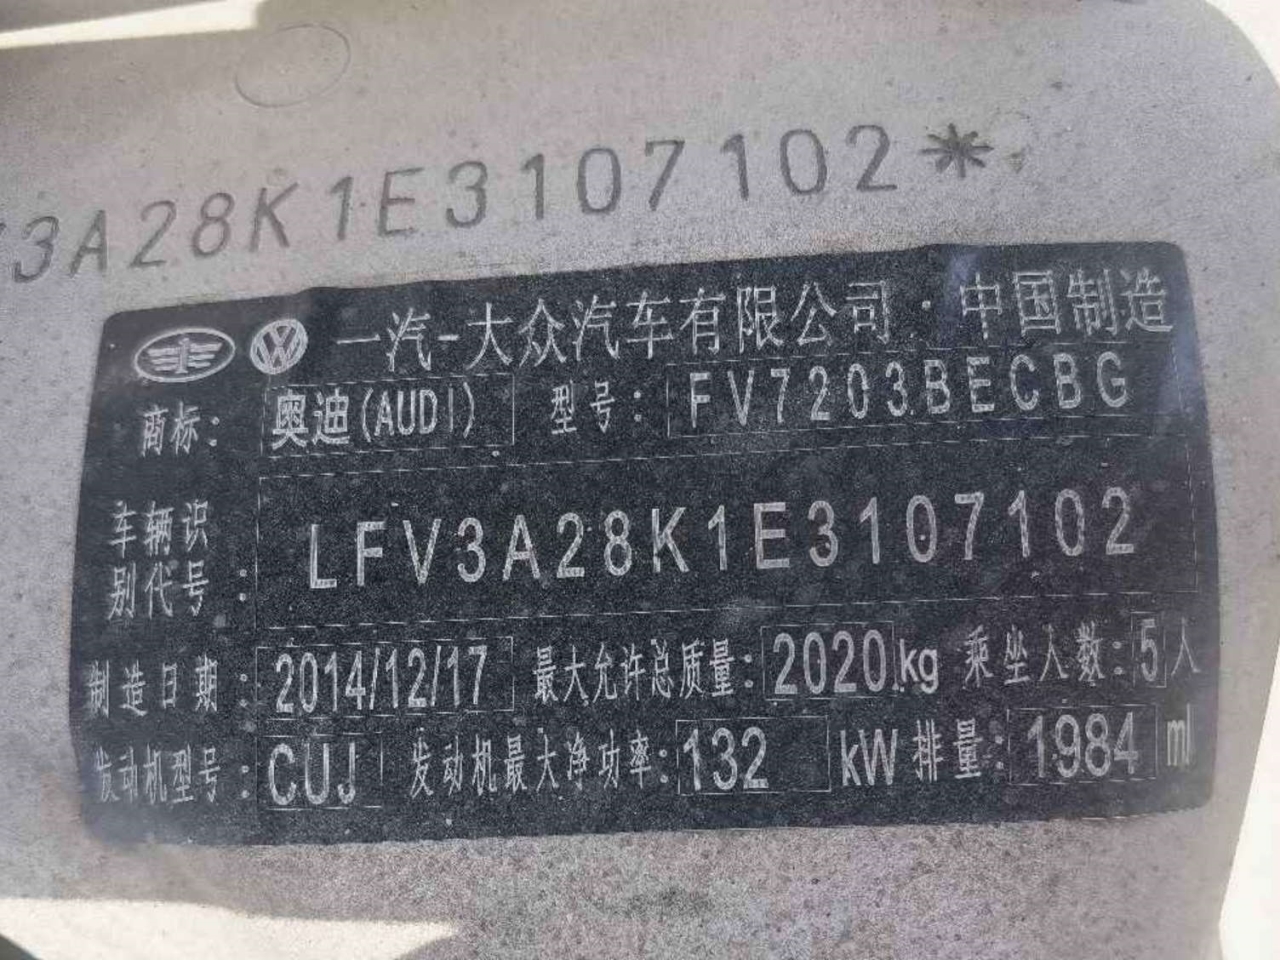 3A28K1E3107102*
一汽-大众汽车有限公司·中国制造
商标：奥迪(AUDI) 型号：FV7203BECBG
车辆识
别代号：LFV3A28K1E3107102
制造日期：2014/12/17 最大允许总质量：2020kg 乘坐人数：5人
发动机型号：CUJ 发动机最大净功率：132 kW 排量：1984 ml